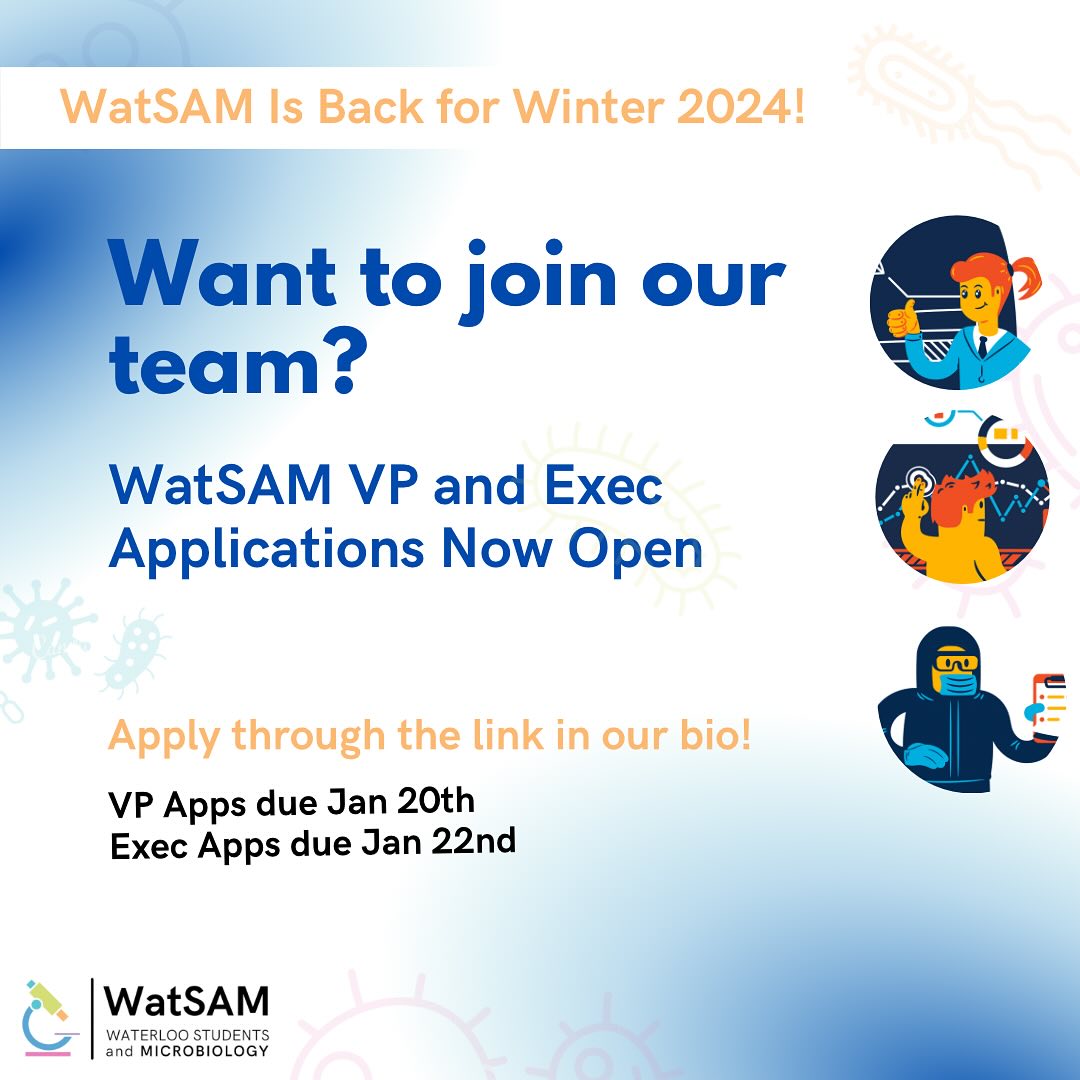 WatSAM Is Back for Winter 2024!
Want to join our
team?
WatSAM VP and Exec
Applications Now Open
Apply through the link in our bio!
VP Apps due Jan 20th
Exec Apps due Jan 22nd
WatSAM
WATERLOO STUDENTS
and MICROBIOLOGY